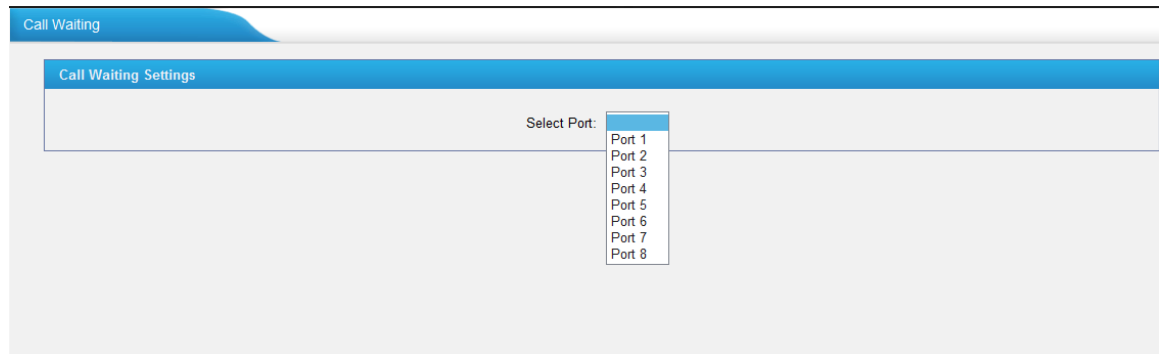 Call Waiting
Call Waiting Settings
Select Port:
Port 1
Port 2
Port 3
Port 4
Port 5
Port 6
Port 7
Port 8